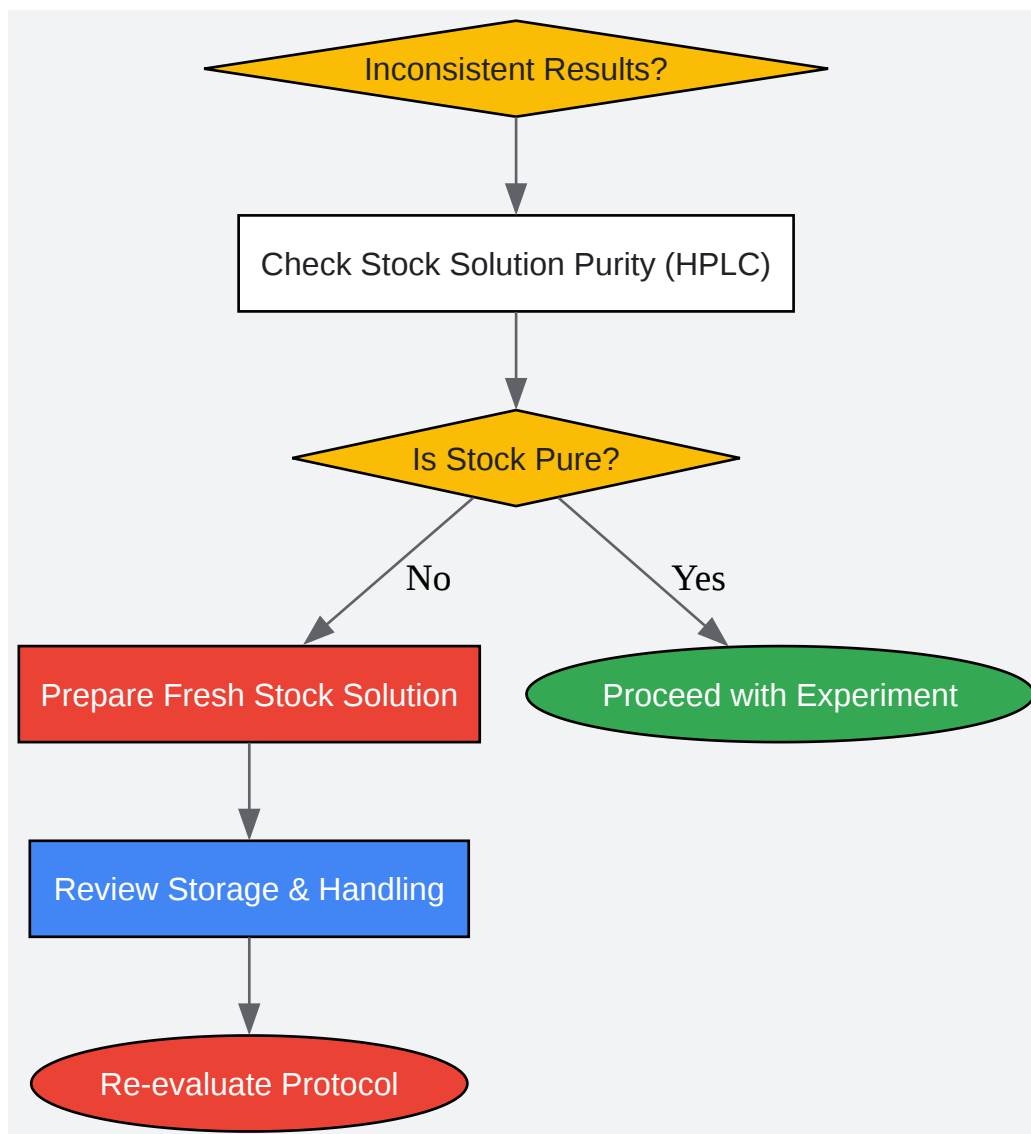 Inconsistent Results?
Check Stock Solution Purity (HPLC)
Is Stock Pure?
No
Yes
Prepare Fresh Stock Solution
Proceed with Experiment
Review Storage & Handling
Re-evaluate Protocol